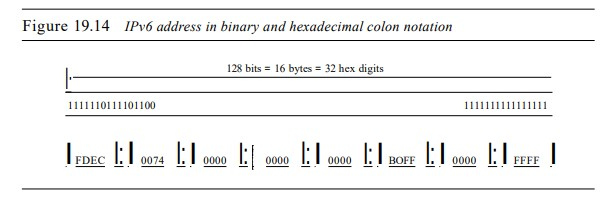 Figure 19.14 IPv6 address in binary and hexadecimal colon notation
128 bits = 16 bytes = 32 hex digits
1111110111101100 1111111111111111
FDEC : 0074 : 0000 : 0000 : 0000 : BOFF : 0000 : FFFF